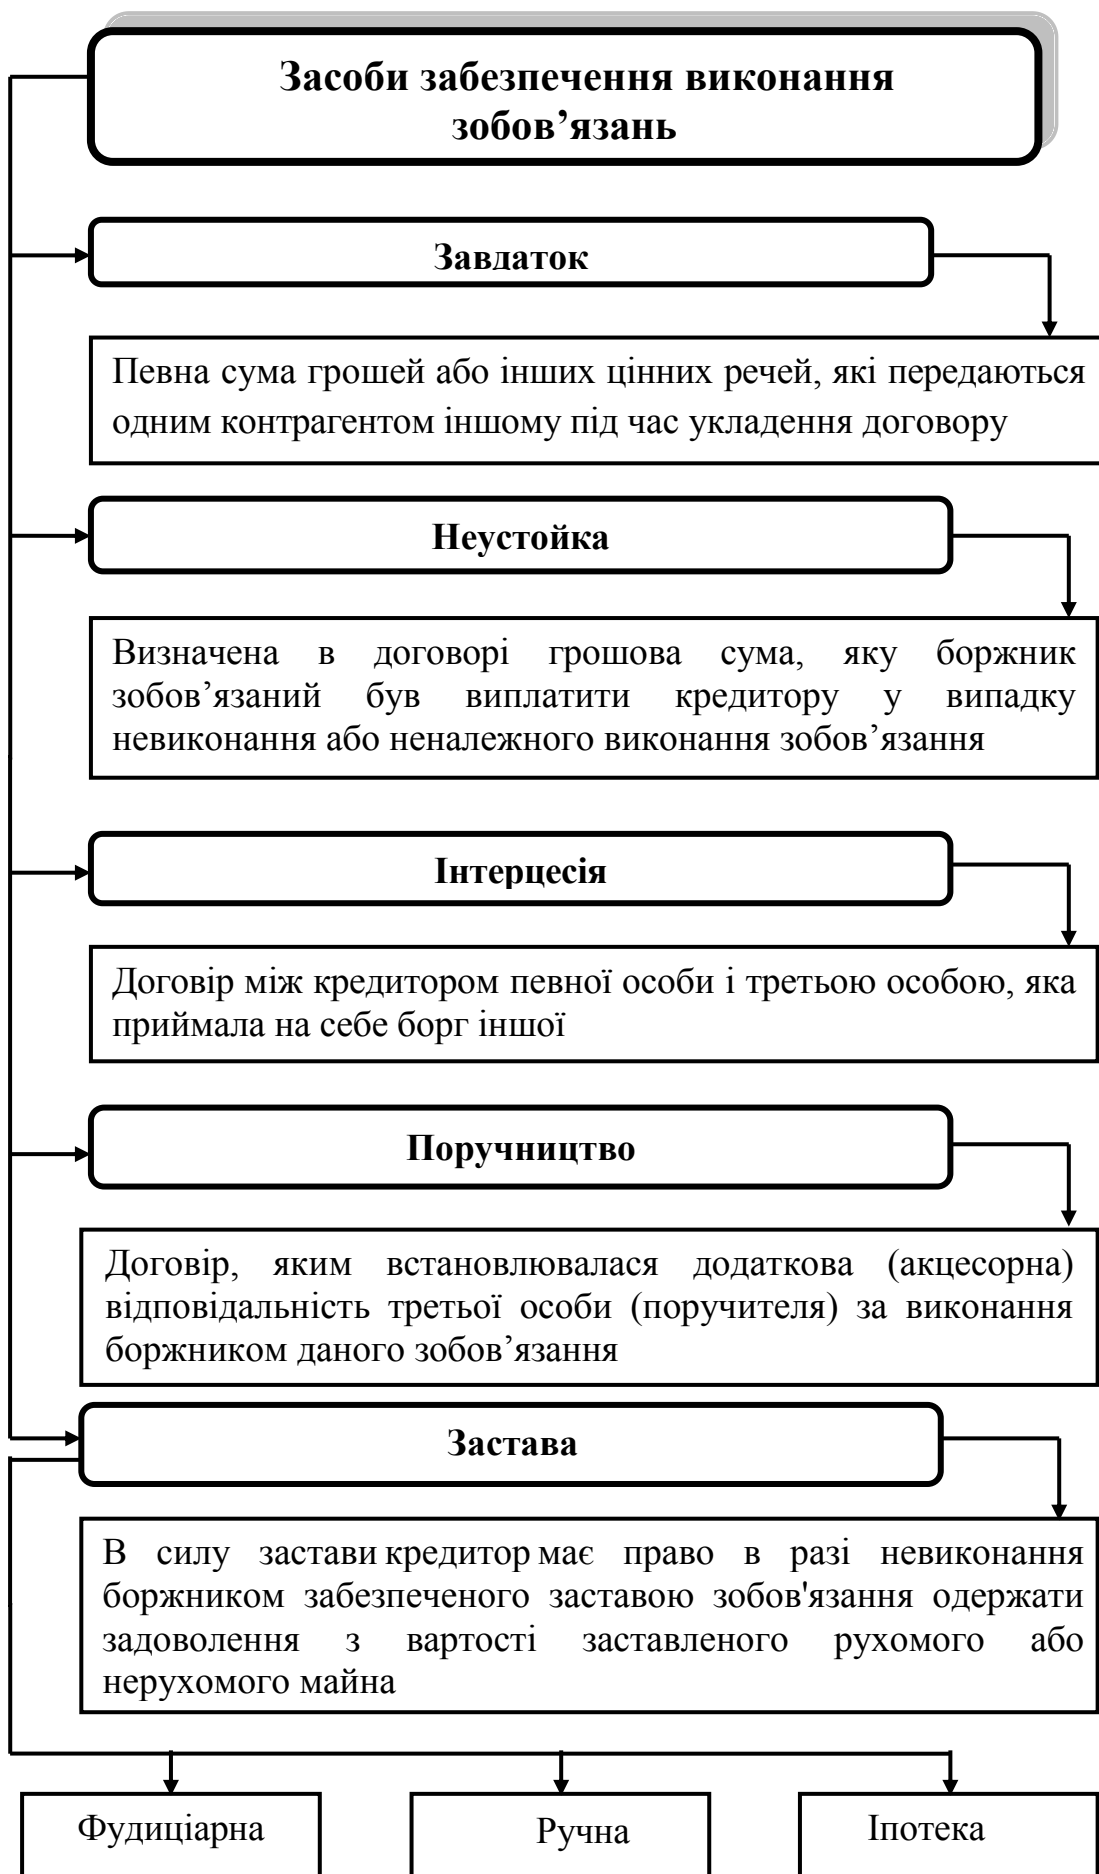 Засоби забезпечення виконання
зобов’язань
Завдаток
Певна сума грошей або інших цінних речей, які передаються
одним контрагентом іншому під час укладення договору
Неустойка
Визначена в договорі грошова сума, яку боржник
зобов’язаний був виплатити кредитору у випадку
невиконання або неналежного виконання зобов’язання
Інтерцесія
Договір між кредитором певної особи і третьою особою, яка
приймала на себе борг іншої
Поручництво
Договір, яким встановлювалася додаткова (акцесорна)
відповідальність третьої особи (поручителя) за виконання
боржником даного зобов’язання
Застава
В силу застави кредитор має право в разі невиконання
боржником забезпеченого заставою зобов'язання одержати
задоволення з вартості заставленого рухомого або
нерухомого майна
Фудиціарна
Ручна
Іпотека